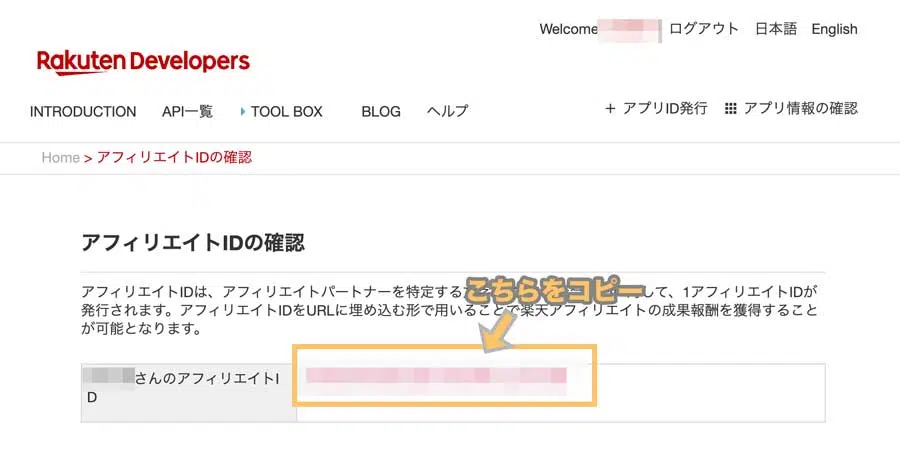 Welcome ログアウト 日本語 English
Rakuten Developers
INTRODUCTION API一覧 TOOL BOX BLOG ヘルプ + アプリID発行 アプリ情報の確認
Home > アフィリエイトIDの確認
アフィリエイトIDの確認
こちらをコピー
アフィリエイトIDは、アフィリエイトパートナーを特定する して、1アフィリエイトIDが
発行されます。アフィリエイトIDをURLに埋め込む形で用いることで楽天アフィリエイトの成果報酬を獲得すること
が可能となります。
さんのアフィリエイトI
D